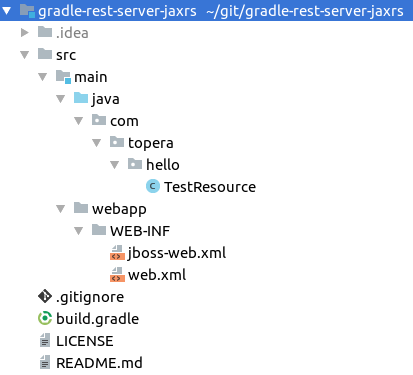 gradle-rest-server-jaxrs ~/git/gradle-rest-server-jaxrs
.idea
src
main
java
com
topera
hello
C TestResource
webapp
WEB-INF
jboss-web.xml
web.xml
.gitignore
build.gradle
LICENSE
README.md